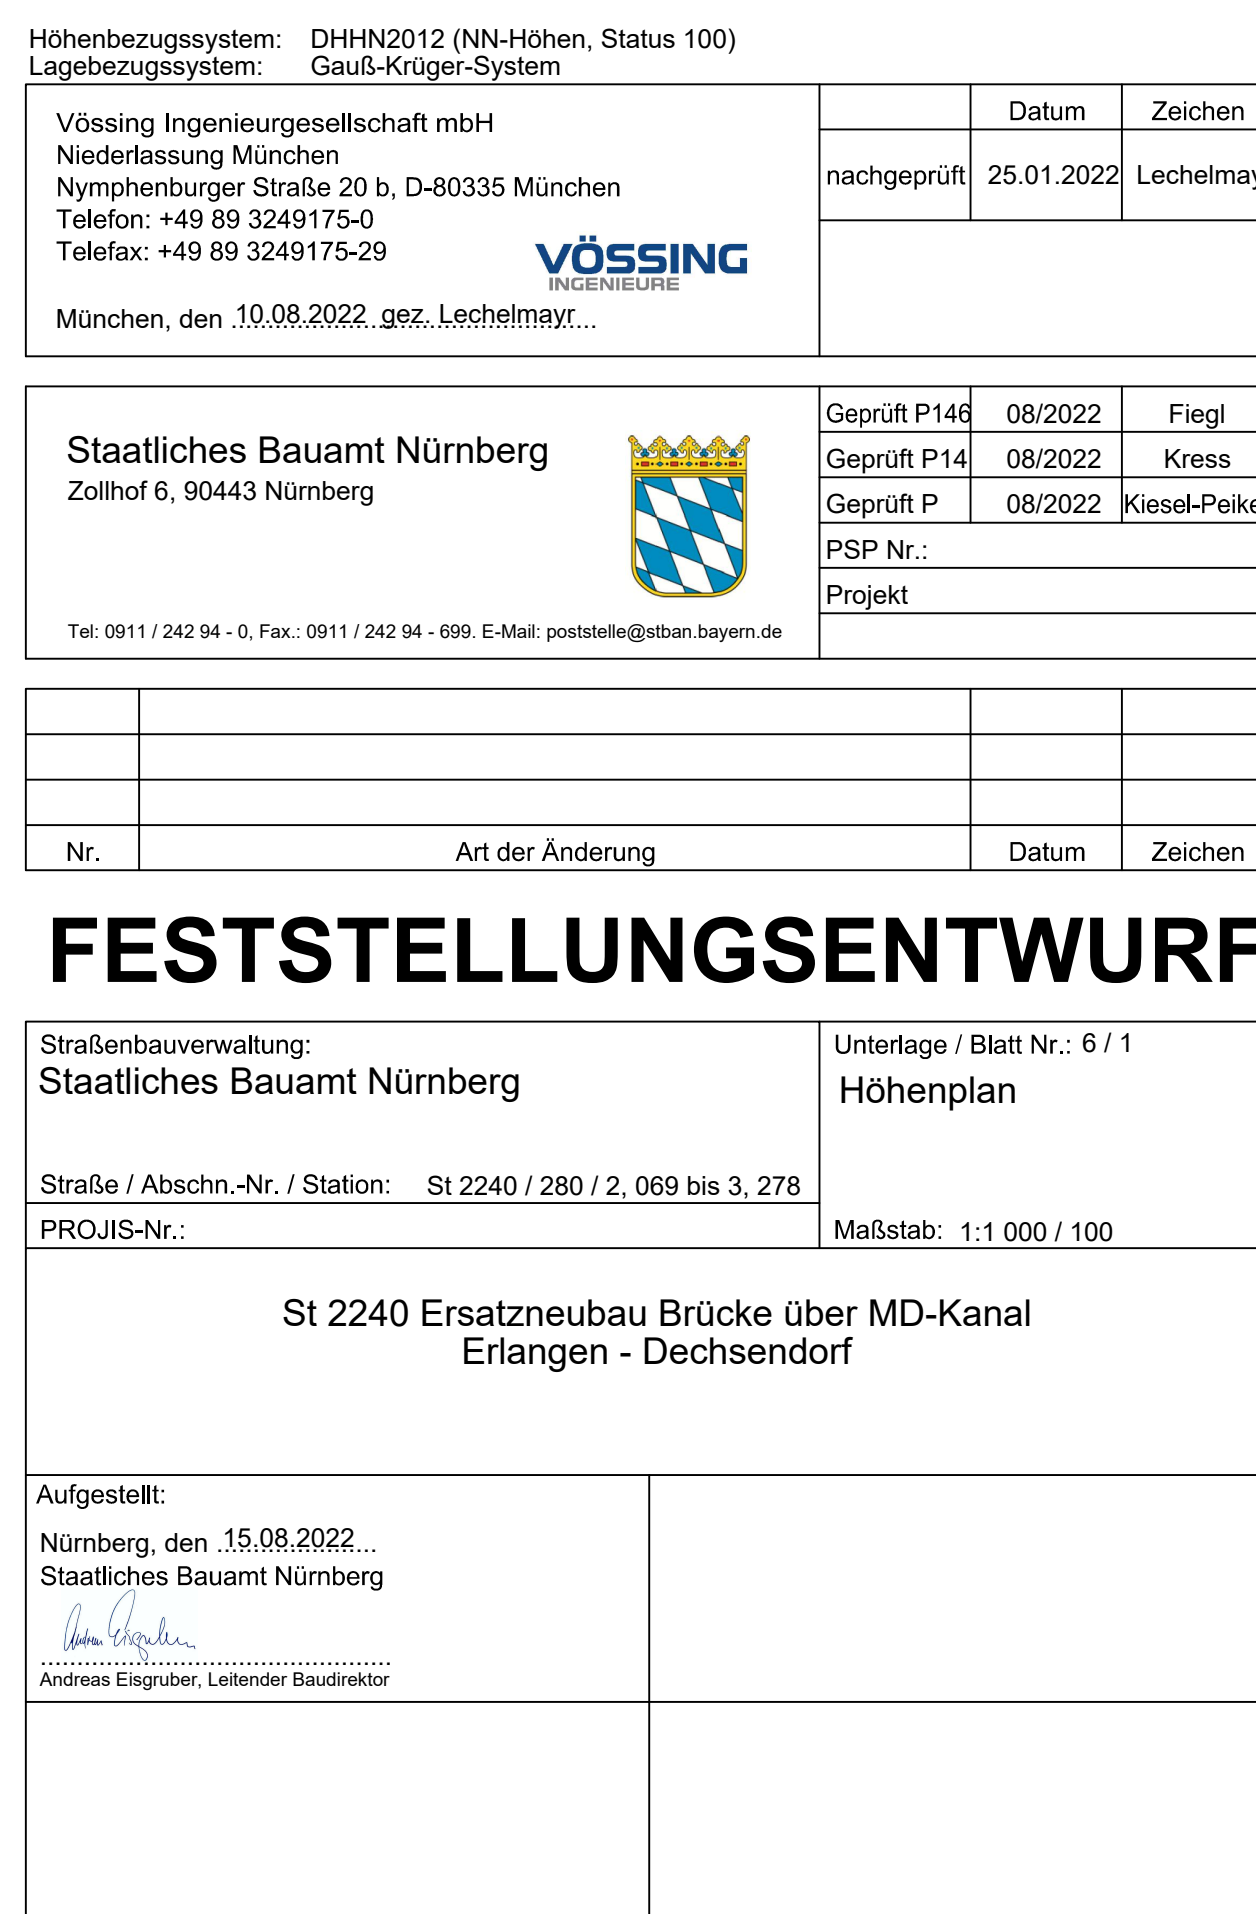 Höhenbezugssystem: DHHN2012 (NN-Höhen, Status 100)
Lagebezugssystem: Gauß-Krüger-System
Vössing Ingenieurgesellschaft mbH
Niederlassung München
Nymphenburger Straße 20 b, D-80335 München
Telefon: +49 89 3249175-0
Telefax: +49 89 3249175-29
VÖSSING
INGENIEURE
München, den 10.08.2022 gez. Lechelmayr
Datum Zeichen
nachgeprüft 25.01.2022 Lechelmay
Staatliches Bauamt Nürnberg
Zollhof 6, 90443 Nürnberg
Tel: 0911 / 242 94 - 0, Fax.: 0911 / 242 94 - 699. E-Mail: poststelle@stban.bayern.de
Geprüft P146 08/2022 Fiegl
Geprüft P14 08/2022 Kress
Geprüft P 08/2022 Kiesel-Peike
PSP Nr.:
Projekt
Nr. Art der Änderung Datum Zeichen
FESTSTELLUNGSENTWURF
Straßenbauverwaltung:
Staatliches Bauamt Nürnberg
Straße / Abschn.-Nr. / Station: St 2240 / 280 / 2, 069 bis 3, 278
PROJIS-Nr.:
Unterlage / Blatt Nr.: 6 / 1
Höhenplan
Maßstab: 1:1 000 / 100
St 2240 Ersatzneubau Brücke über MD-Kanal
Erlangen - Dechsendorf
Aufgestellt:
Nürnberg, den 15.08.2022
Staatliches Bauamt Nürnberg
Andreas Eisgruber
Andreas Eisgruber, Leitender Baudirektor